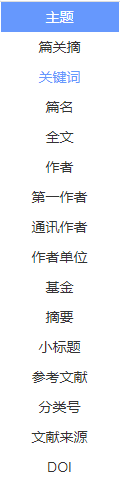 主题
篇关摘
关键词
篇名
全文
作者
第一作者
通讯作者
作者单位
基金
摘要
小标题
参考文献
分类号
文献来源
DOI